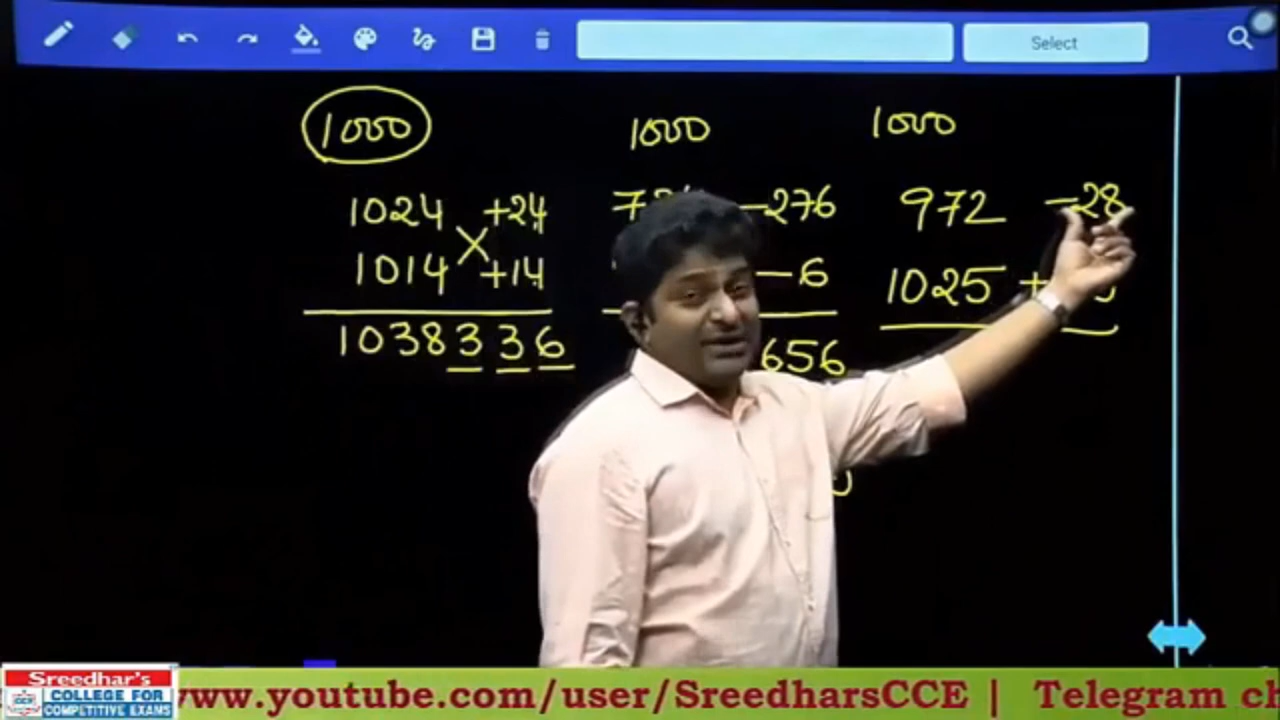 Select
1000 1000 1000
1024 +24 -276 972 -28
1014 +14 -6 1025 +
1038336 656
Sreedhar's
COLLEGE FOR
COMPETITIVE EXAMS
www.youtube.com/user/SreedharsCCE | Telegram